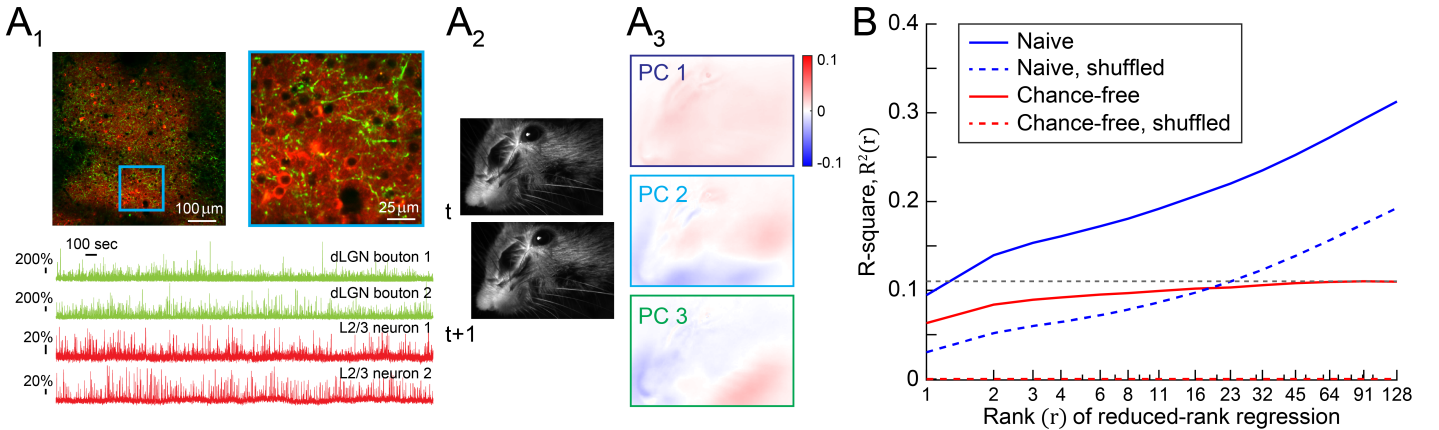 A1
100 µm
25 µm
100 sec
200%
dLGN bouton 1
200%
dLGN bouton 2
20%
L2/3 neuron 1
20%
L2/3 neuron 2
A2
t
t+1
A3
PC 1
0.1
0
-0.1
PC 2
PC 3
B
0.4
0.3
0.2
0.1
0
R-square, R²(r)
Naive
Naive, shuffled
Chance-free
Chance-free, shuffled
1 2 3 4 6 8 11 16 23 32 45 64 91 128
Rank (r) of reduced-rank regression